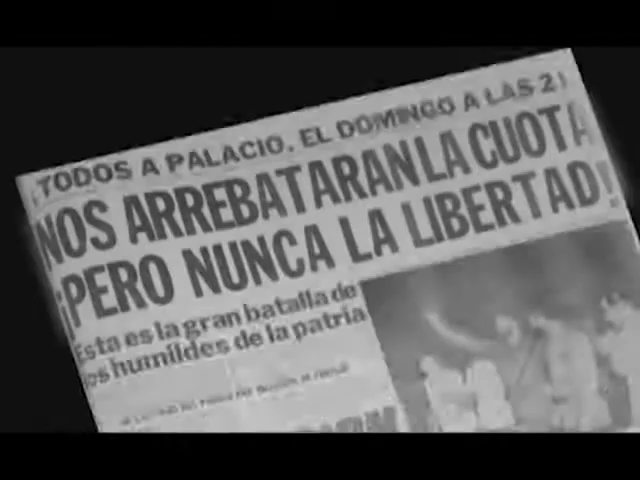 ¡TODOS A PALACIO, EL DOMINGO A LAS 2!
NOS ARREBATARAN LA CUOTA
¡PERO NUNCA LA LIBERTAD!
Esta es la gran batalla de
los humildes de la patria